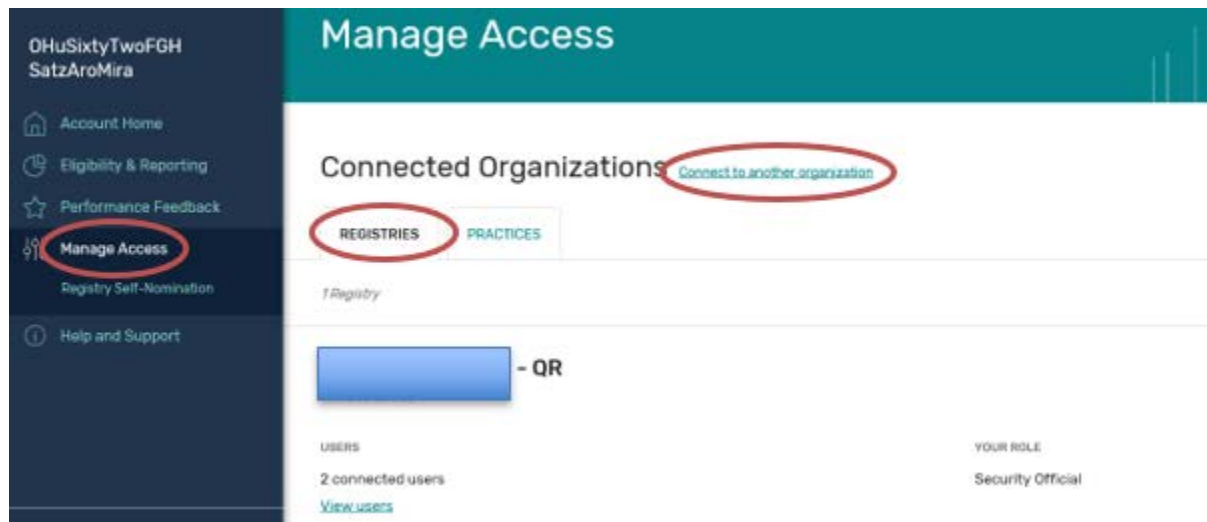 OHuSixtyTwoFGH
SatzAroMira
Account Home
Eligibility & Reporting
Performance Feedback
Manage Access
Registry Self-Nomination
Help and Support
Manage Access
Connected Organizations Connect to another organization
REGISTRIES PRACTICES
1 Registry
- QR
USERS YOUR ROLE
2 connected users Security Official
View users